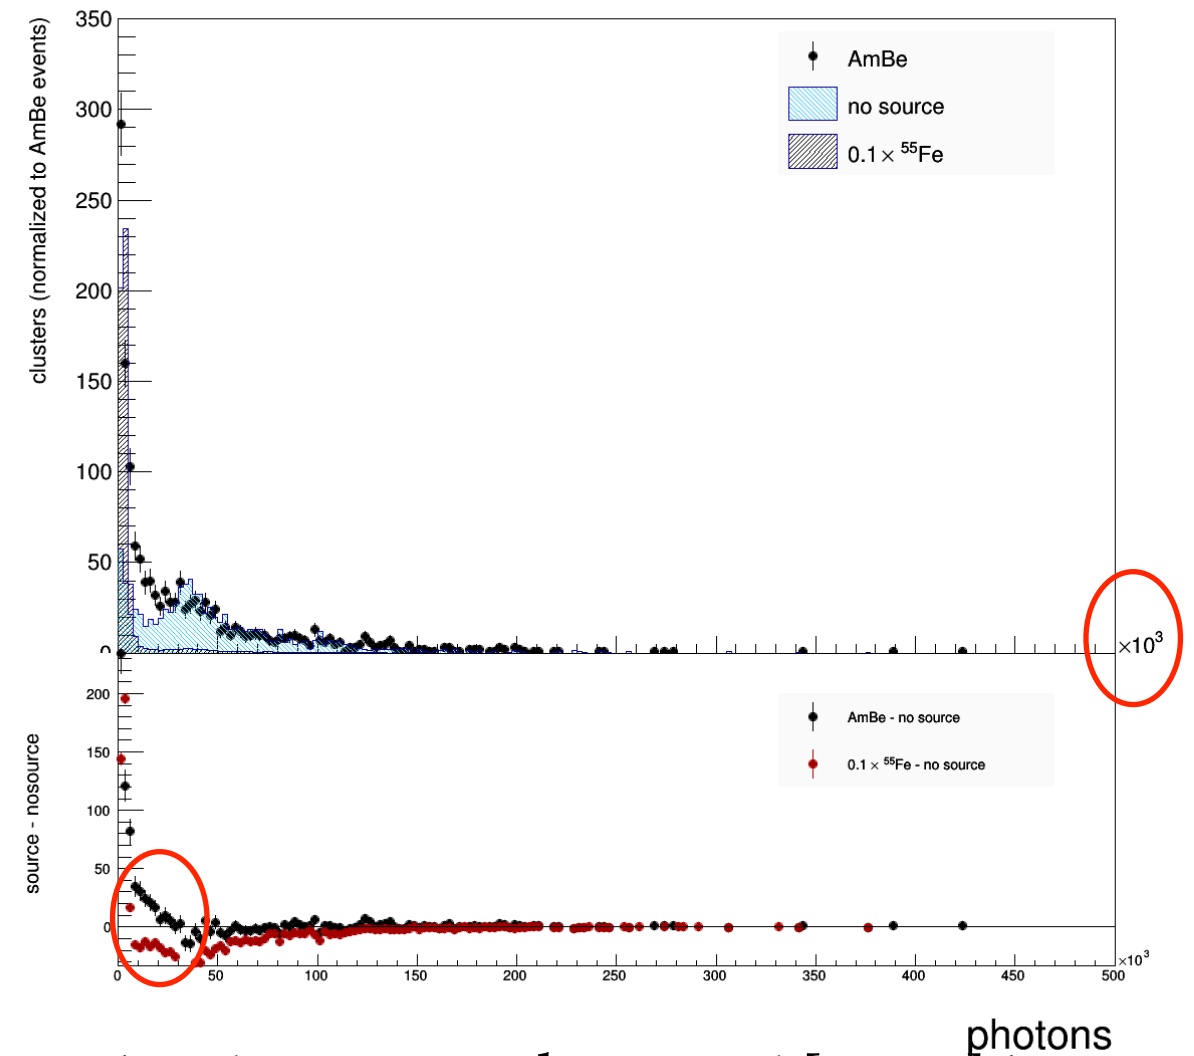 350
300
250
200
150
100
50
0
clusters (normalized to AmBe events)
AmBe
no source
0.1× ⁵⁵Fe
×10³
200
150
100
50
0
source - nosource
AmBe - no source
0.1× ⁵⁵Fe - no source
0 50 100 150 200 250 300 350 400 450 500
×10³
photons